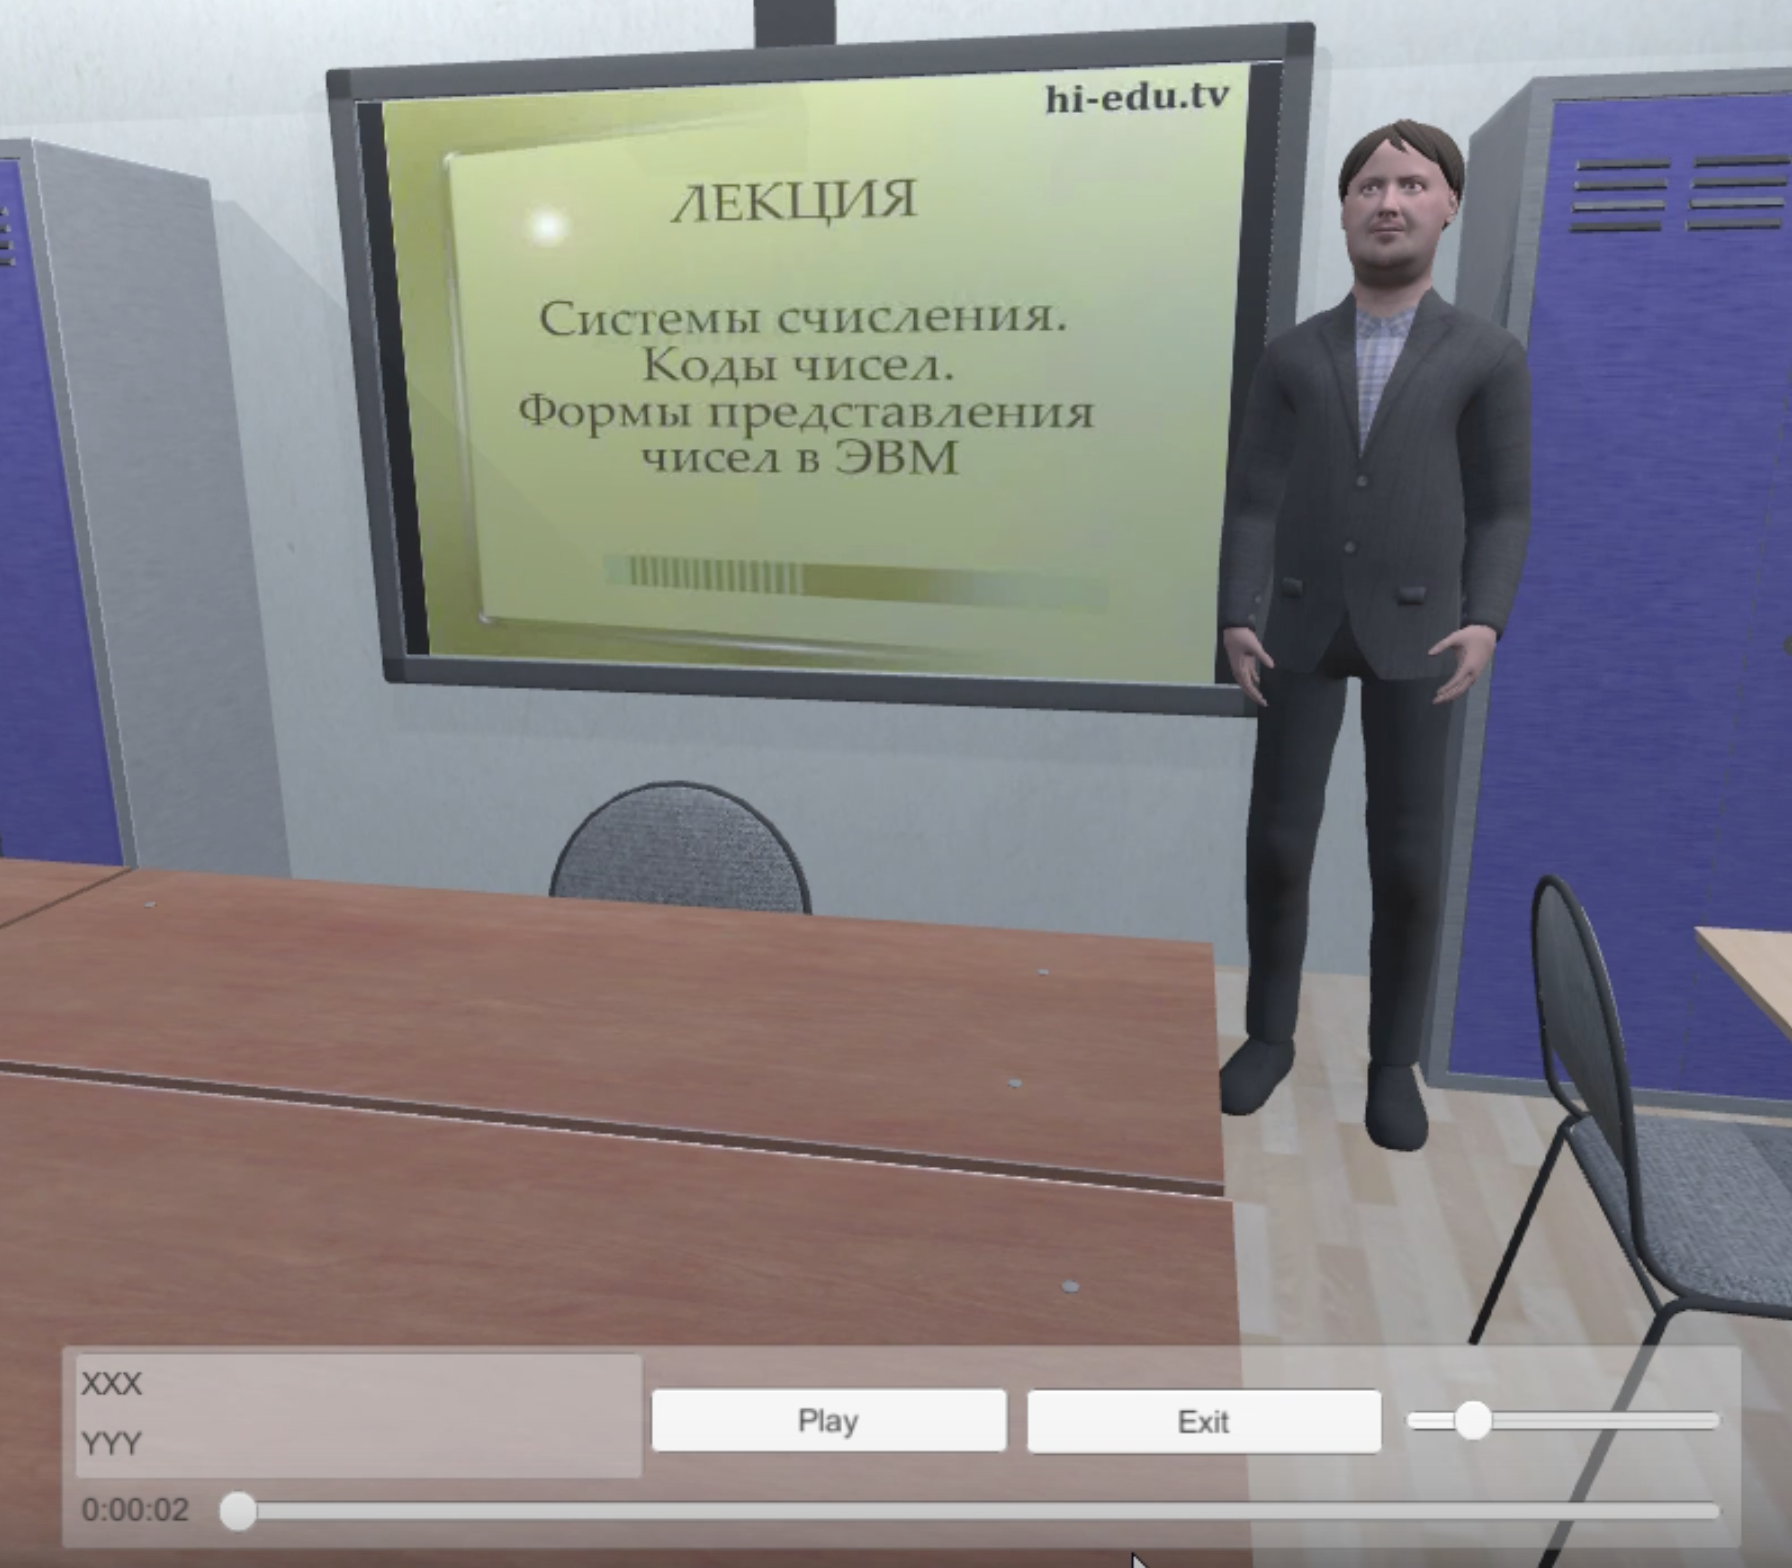 hi-edu.tv
ЛЕКЦИЯ
Системы счисления.
Коды чисел.
Формы представления
чисел в ЭВМ
XXX
YYY
Play
Exit
0:00:02